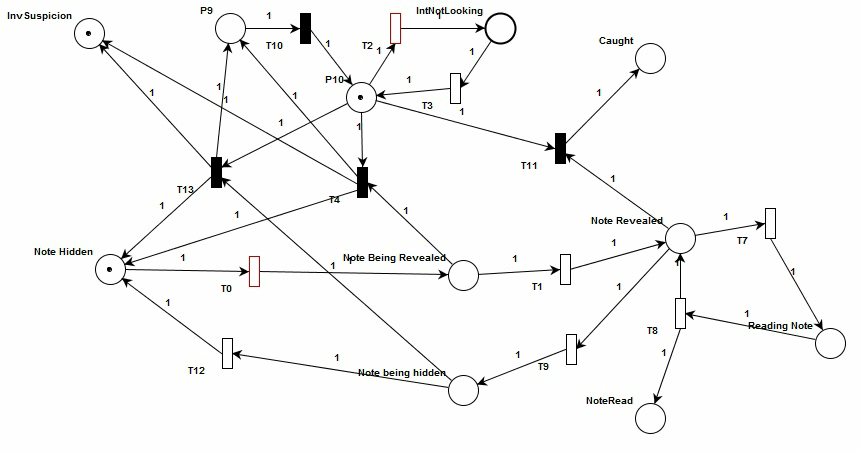 InvSuspicion
P9
1
T10
1
T2
1
IntNotLooking
1
Caught
P10
1
T3
1
1
1
1
1
1
1
1
T11
T13
1
T4
1
1
1
Note Revealed
1
T7
Note Hidden
1
T0
1
Note Being Revealed
1
T1
1
1
1
1
1
T8
1
Reading Note
T12
1
Note being hidden
1
T9
1
NoteRead